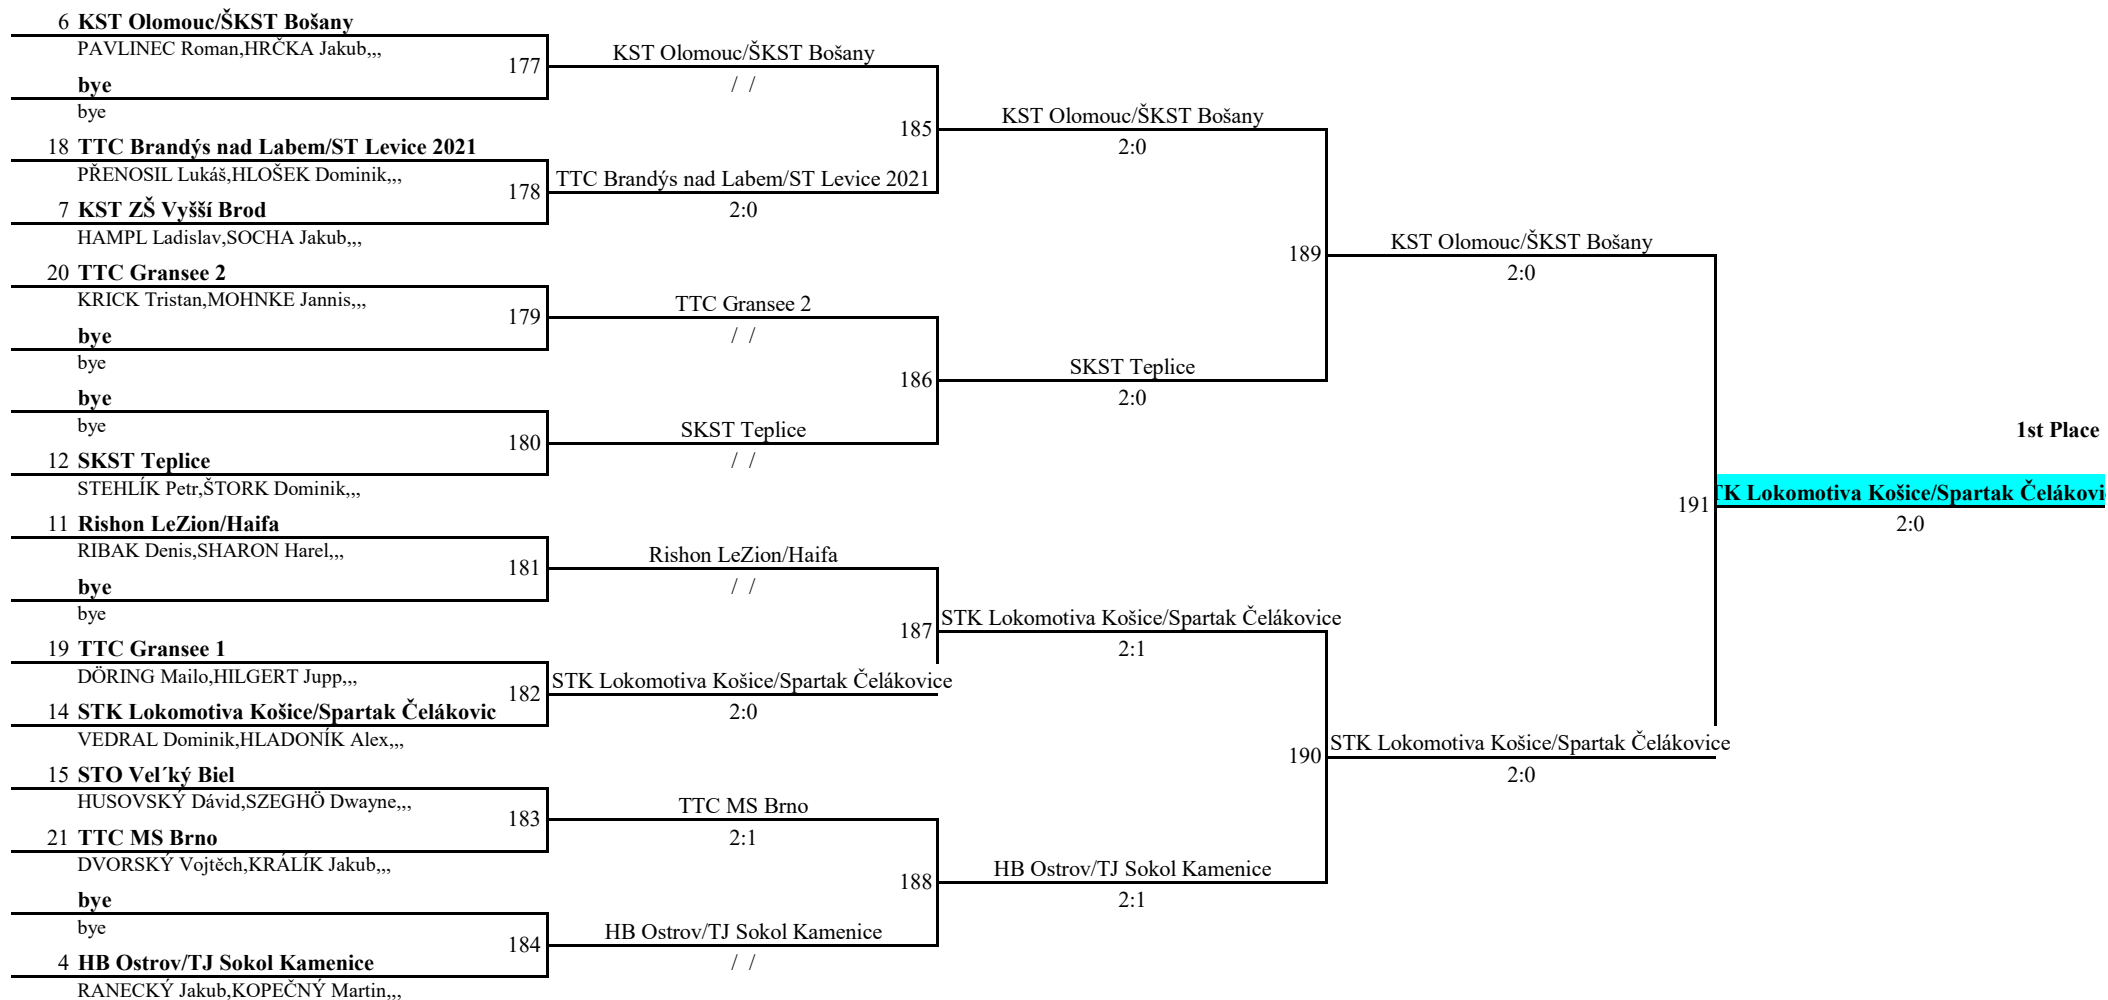 6 KST Olomouc/ŠKST Bošany
PAVLINEC Roman,HRČKA Jakub,,,
177
bye
bye
18 TTC Brandýs nad Labem/ST Levice 2021
PŘENOSIL Lukáš,HLOŠEK Dominik,,,
178
7 KST ZŠ Vyšší Brod
HAMPL Ladislav,SOCHA Jakub,,,
20 TTC Gransee 2
KRICK Tristan,MOHNKE Jannis,,,
179
bye
bye
bye
bye
180
12 SKST Teplice
STEHLÍK Petr,ŠTORK Dominik,,,
11 Rishon LeZion/Haifa
RIBAK Denis,SHARON Harel,,,
181
bye
bye
19 TTC Gransee 1
DÖRING Mailo,HILGERT Jupp,,,
182
14 STK Lokomotiva Košice/Spartak Čelákovic
VEDRAL Dominik,HLADONÍK Alex,,,
15 STO Vel´ký Biel
HUSOVSKÝ Dávid,SZEGHÖ Dwayne,,,
183
21 TTC MS Brno
DVORSKÝ Vojtěch,KRÁLÍK Jakub,,,
bye
bye
184
4 HB Ostrov/TJ Sokol Kamenice
RANECKÝ Jakub,KOPEČNÝ Martin,,,
KST Olomouc/ŠKST Bošany
/ /
185
TTC Brandýs nad Labem/ST Levice 2021
2:0
TTC Gransee 2
/ /
186
SKST Teplice
/ /
Rishon LeZion/Haifa
/ /
187
STK Lokomotiva Košice/Spartak Čelákovice
2:0
TTC MS Brno
2:1
188
HB Ostrov/TJ Sokol Kamenice
/ /
KST Olomouc/ŠKST Bošany
2:0
189
SKST Teplice
2:0
STK Lokomotiva Košice/Spartak Čelákovice
2:1
190
HB Ostrov/TJ Sokol Kamenice
2:1
KST Olomouc/ŠKST Bošany
2:0
191
STK Lokomotiva Košice/Spartak Čelákovice
2:0
1st Place
TK Lokomotiva Košice/Spartak Čelákovi
2:0